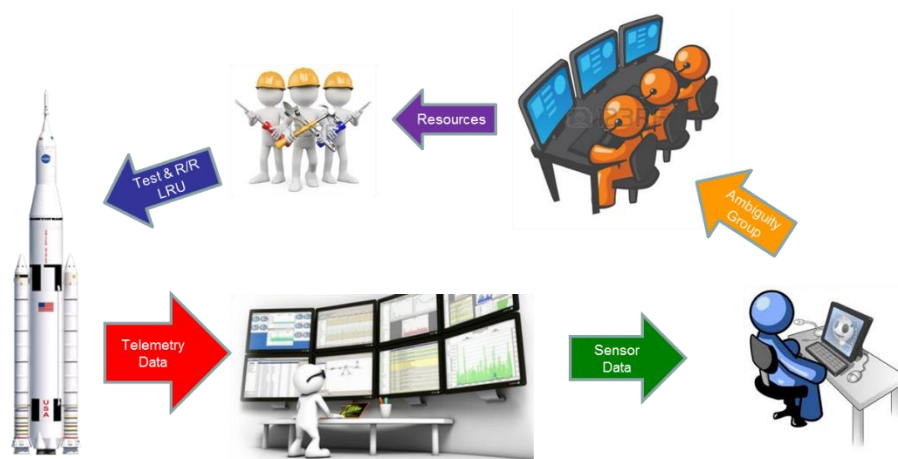 Resources
Test & R/R
LRU
Ambiguity
Group
Telemetry
Data
Sensor
Data
USA